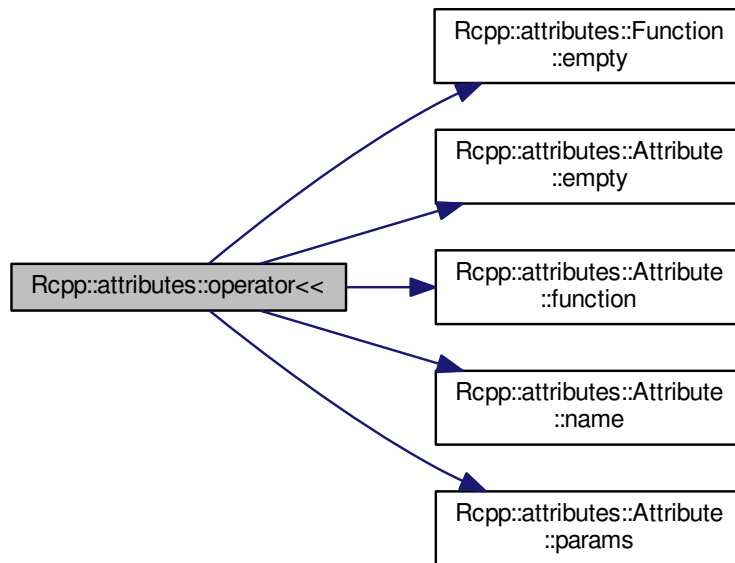 Rcpp::attributes::Function
::empty
Rcpp::attributes::Attribute
::empty
Rcpp::attributes::operator<<
Rcpp::attributes::Attribute
::function
Rcpp::attributes::Attribute
::name
Rcpp::attributes::Attribute
::params